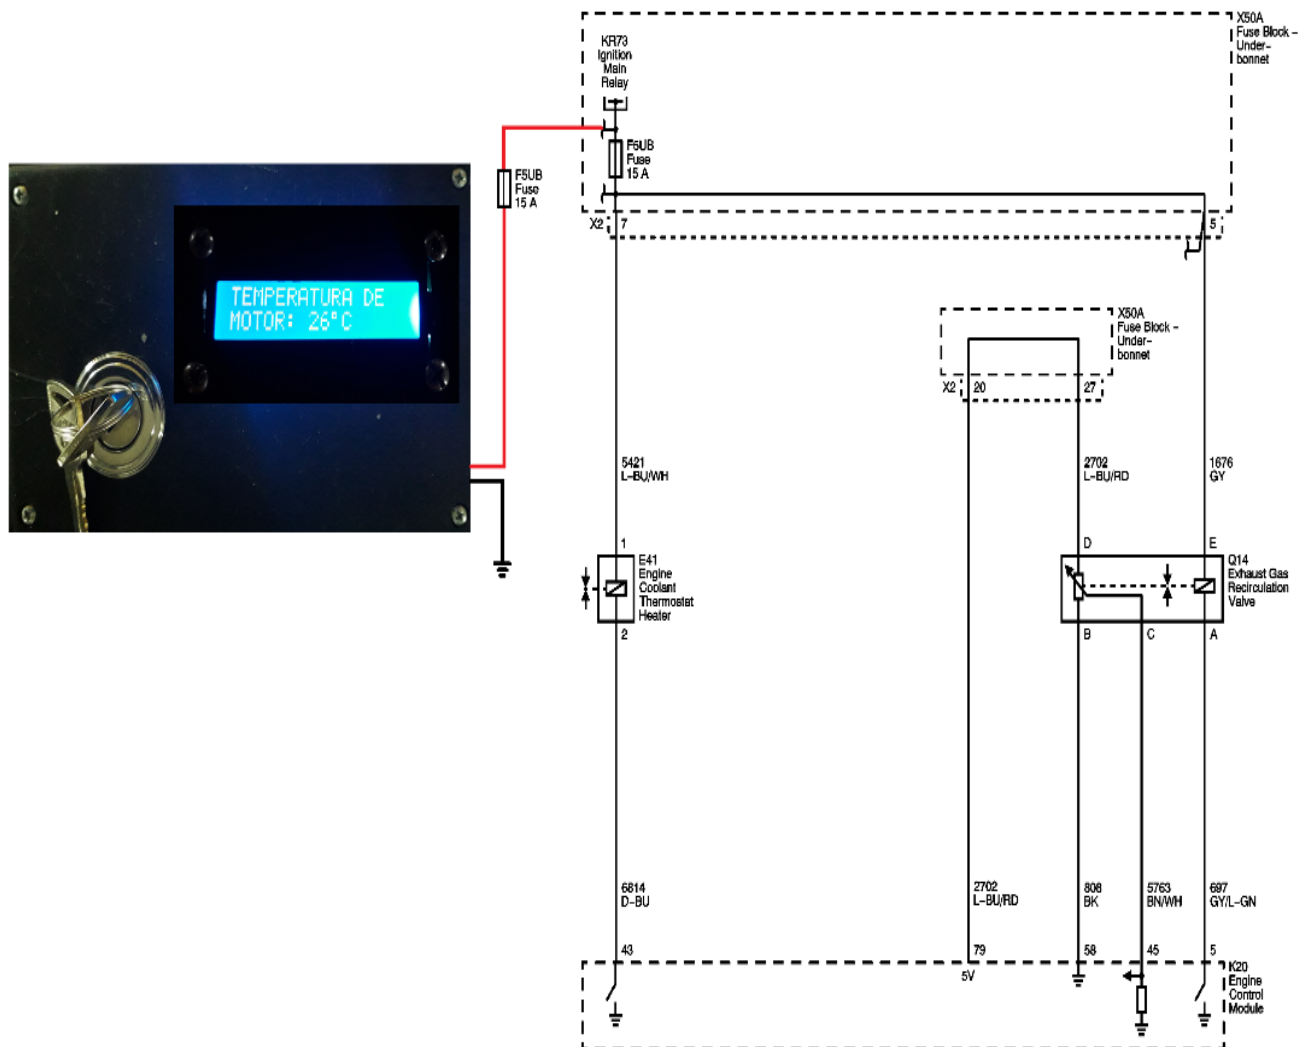 X50A
Fuse Block –
Under–
bonnet
KR73
Ignition
Main
Relay
F5UB
Fuse
15 A
F5UB
Fuse
15 A
X2
7
5
TEMPERATURA DE
MOTOR: 26°C
X50A
Fuse Block –
Under–
bonnet
X2
20
27
5421
L–BU/WH
2702
L–BU/RD
1676
GY
1
E41
Engine
Coolant
Thermostat
Heater
2
D
E
Q14
Exhaust Gas
Recirculation
Valve
B
C
A
6814
D–BU
2702
L–BU/RD
808
BK
5763
BN/WH
697
GY/L–GN
43
79
58
45
5
5V
K20
Engine
Control
Module